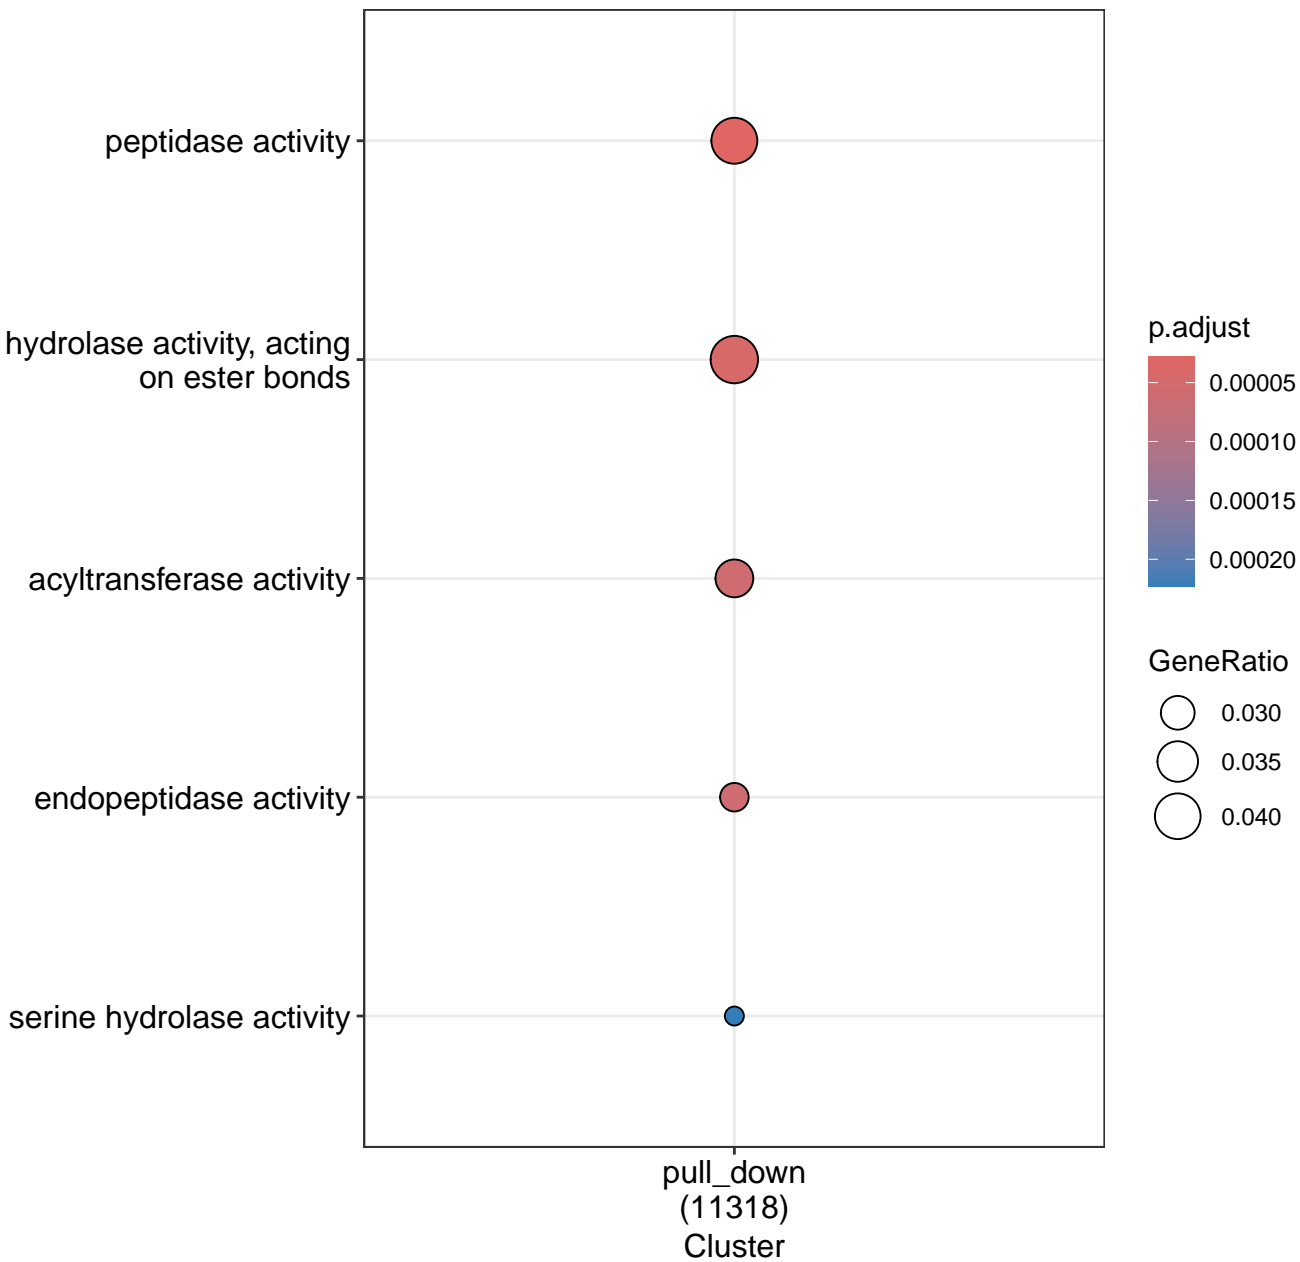 peptidase activity
hydrolase activity, acting
on ester bonds
acyltransferase activity
endopeptidase activity
serine hydrolase activity
pull_down
(11318)
Cluster
p.adjust
0.00005
0.00010
0.00015
0.00020
GeneRatio
0.030
0.035
0.040